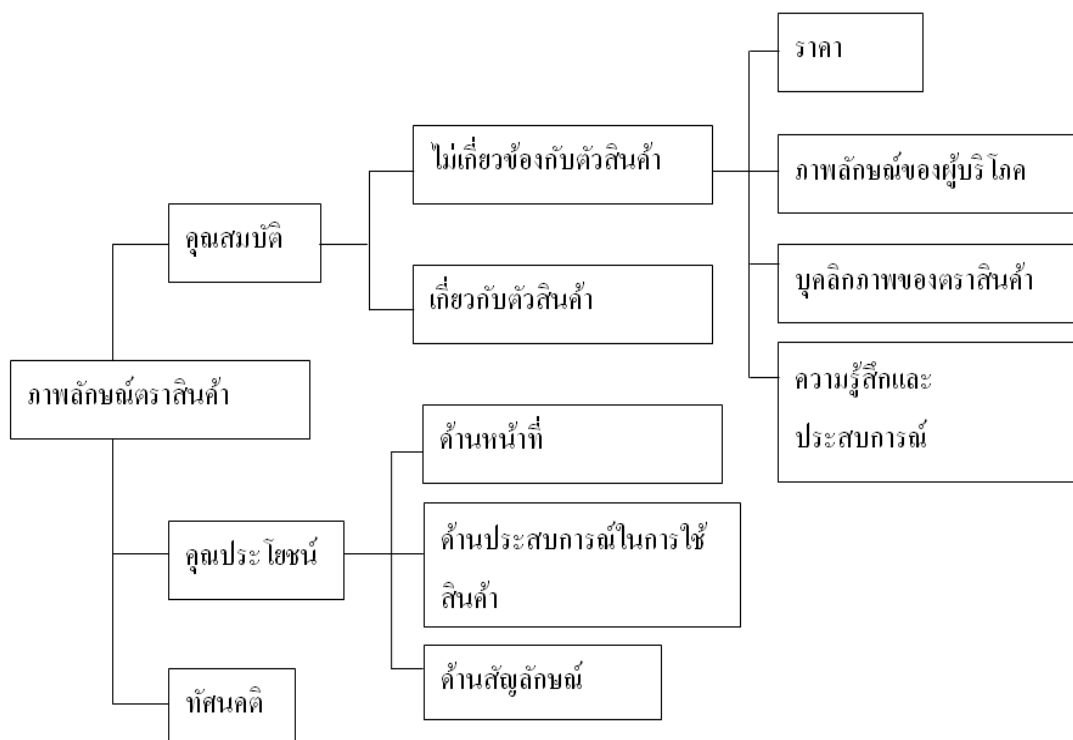 ราคา
ไม่เกี่ยวข้องกับตัวสินค้า
ภาพลักษณ์ของผู้บริโภค
คุณสมบัติ
บุคลิกภาพของตราสินค้า
เกี่ยวกับตัวสินค้า
ภาพลักษณ์ตราสินค้า
ความรู้สึกและ
ประสบการณ์
ด้านหน้าที่
คุณประโยชน์
ด้านประสบการณ์ในการใช้
สินค้า
ด้านสัญลักษณ์
ทัศนคติ